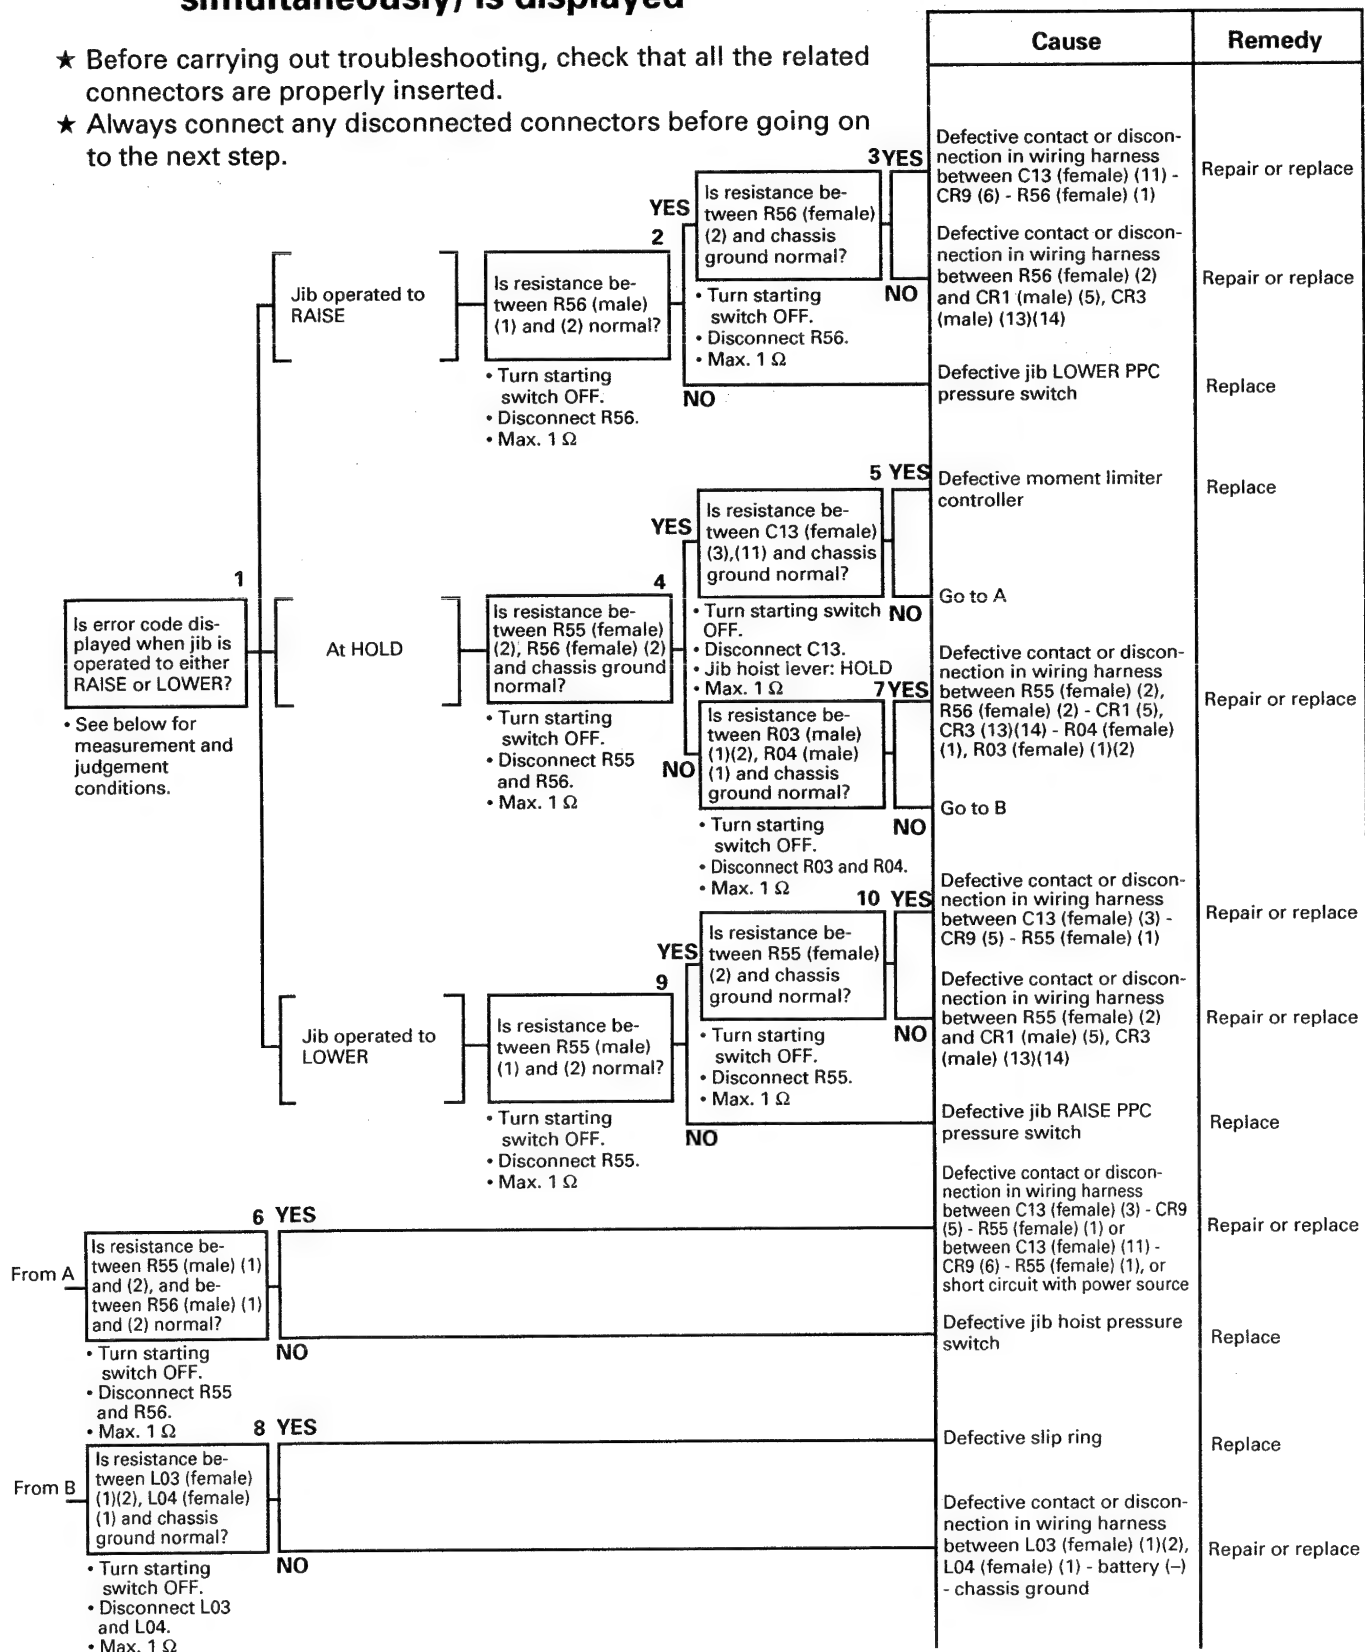 simultaneously) is displayed
★ Before carrying out troubleshooting, check that all the related
connectors are properly inserted.
★ Always connect any disconnected connectors before going on
to the next step.
Cause
Remedy
1
Is error code dis-
played when jib is
operated to either
RAISE or LOWER?
• See below for
measurement and
judgement
conditions.
Jib operated to
RAISE
2
Is resistance be-
tween R56 (male)
(1) and (2) normal?
• Turn starting
switch OFF.
• Disconnect R56.
• Max. 1 Ω
YES
3 YES
Is resistance be-
tween R56 (female)
(2) and chassis
ground normal?
• Turn starting
switch OFF.
• Disconnect R56.
• Max. 1 Ω
NO
NO
Defective contact or discon-
nection in wiring harness
between C13 (female) (11) -
CR9 (6) - R56 (female) (1)
Repair or replace
Defective contact or discon-
nection in wiring harness
between R56 (female) (2)
and CR1 (male) (5), CR3
(male) (13)(14)
Repair or replace
Defective jib LOWER PPC
pressure switch
Replace
At HOLD
4
Is resistance be-
tween R55 (female)
(2), R56 (female) (2)
and chassis ground
normal?
• Turn starting
switch OFF.
• Disconnect R55
and R56.
• Max. 1 Ω
YES
5 YES
Is resistance be-
tween C13 (female)
(3),(11) and chassis
ground normal?
• Turn starting switch
OFF.
• Disconnect C13.
• Jib hoist lever: HOLD
• Max. 1 Ω
NO
Defective moment limiter
controller
Replace
Go to A
NO
7 YES
Is resistance be-
tween R03 (male)
(1)(2), R04 (male)
(1) and chassis
ground normal?
• Turn starting
switch OFF.
• Disconnect R03 and R04.
• Max. 1 Ω
NO
Defective contact or discon-
nection in wiring harness
between R55 (female) (2),
R56 (female) (2) - CR1 (5),
CR3 (13)(14) - R04 (female)
(1), R03 (female) (1)(2)
Repair or replace
Go to B
Jib operated to
LOWER
9
Is resistance be-
tween R55 (male)
(1) and (2) normal?
• Turn starting
switch OFF.
• Disconnect R55.
• Max. 1 Ω
YES
10 YES
Is resistance be-
tween R55 (female)
(2) and chassis
ground normal?
• Turn starting
switch OFF.
• Disconnect R55.
• Max. 1 Ω
NO
NO
Defective contact or discon-
nection in wiring harness
between C13 (female) (3) -
CR9 (5) - R55 (female) (1)
Repair or replace
Defective contact or discon-
nection in wiring harness
between R55 (female) (2)
and CR1 (male) (5), CR3
(male) (13)(14)
Repair or replace
Defective jib RAISE PPC
pressure switch
Replace
From A
6 YES
Is resistance be-
tween R55 (male) (1)
and (2), and be-
tween R56 (male) (1)
and (2) normal?
• Turn starting
switch OFF.
• Disconnect R55
and R56.
• Max. 1 Ω
NO
Defective contact or discon-
nection in wiring harness
between C13 (female) (3) - CR9
(5) - R55 (female) (1) or
between C13 (female) (11) -
CR9 (6) - R55 (female) (1), or
short circuit with power source
Repair or replace
Defective jib hoist pressure
switch
Replace
From B
8 YES
Is resistance be-
tween L03 (female)
(1)(2), L04 (female)
(1) and chassis
ground normal?
• Turn starting
switch OFF.
• Disconnect L03
and L04.
• Max. 1 Ω
NO
Defective slip ring
Replace
Defective contact or discon-
nection in wiring harness
between L03 (female) (1)(2),
L04 (female) (1) - battery (–)
- chassis ground
Repair or replace